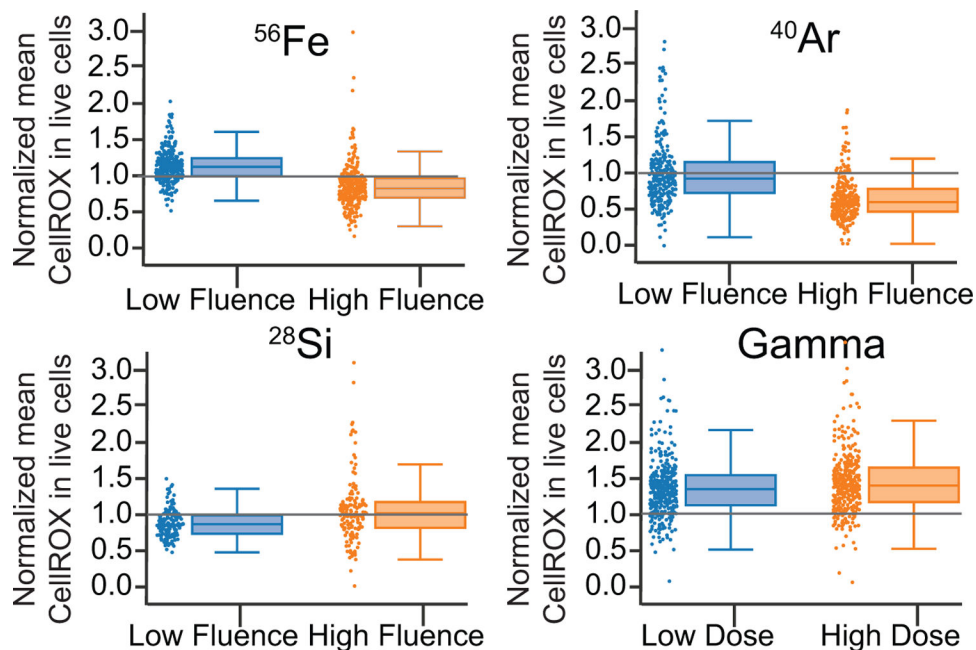 ⁵⁶Fe
Normalized mean
CellROX in live cells
3.0
2.5
2.0
1.5
1.0
0.5
0.0
Low Fluence
High Fluence
⁴⁰Ar
Normalized mean
CellROX in live cells
3.0
2.5
2.0
1.5
1.0
0.5
0.0
Low Fluence
High Fluence
²⁸Si
Normalized mean
CellROX in live cells
3.0
2.5
2.0
1.5
1.0
0.5
0.0
Low Fluence
High Fluence
Gamma
Normalized mean
CellROX in live cells
3.0
2.5
2.0
1.5
1.0
0.5
0.0
Low Dose
High Dose